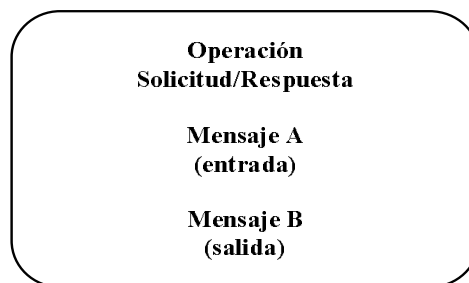 Operación
Solicitud/Respuesta
Mensaje A
(entrada)
Mensaje B
(salida)